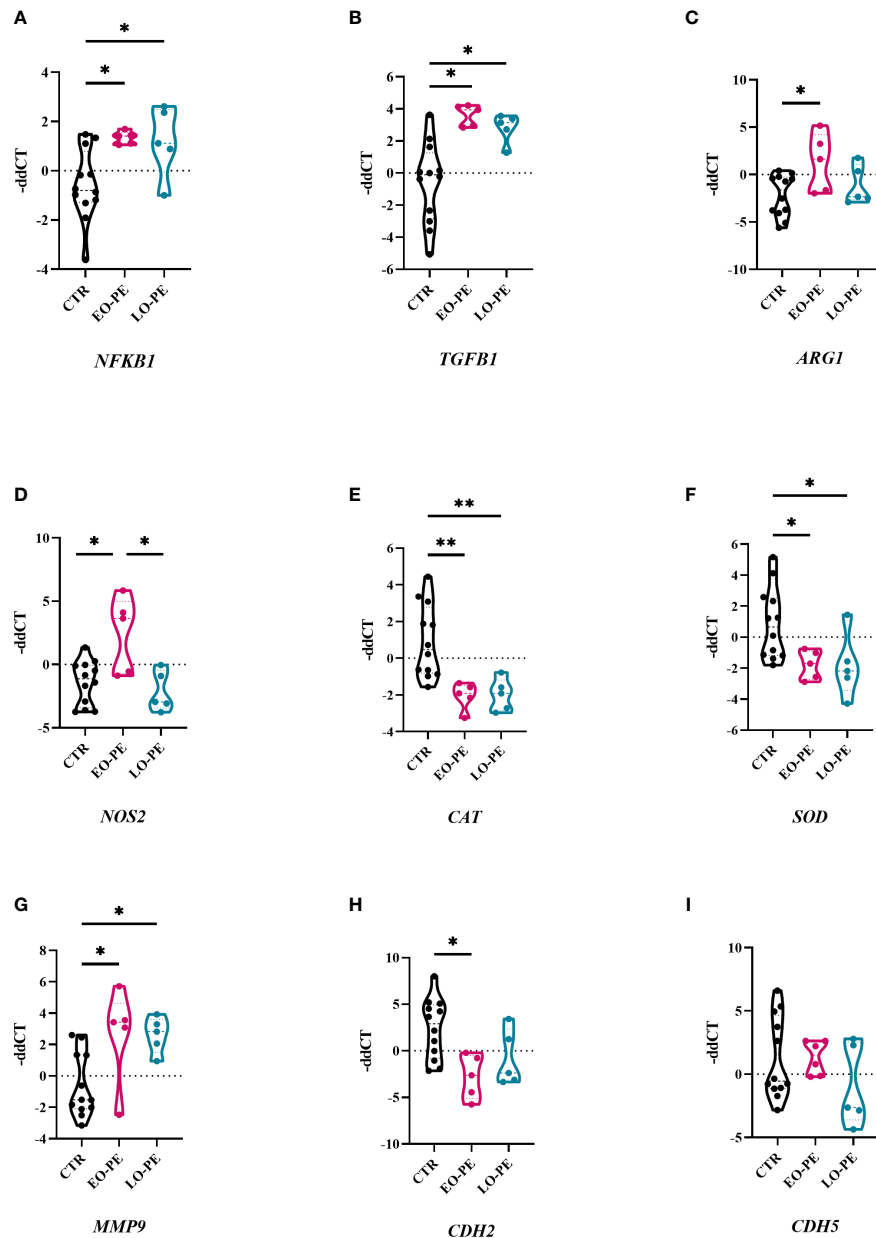 A
*
*
4
2
0
-2
-4
-ddCT
CTR
EO-PE
LO-PE
NFKB1
B
*
*
6
4
2
0
-2
-4
-6
-ddCT
CTR
EO-PE
LO-PE
TGFB1
C
*
10
5
0
-5
-10
-ddCT
CTR
EO-PE
LO-PE
ARG1
D
*
*
10
5
0
-5
-ddCT
CTR
EO-PE
LO-PE
NOS2
E
**
**
6
4
2
0
-2
-4
-ddCT
CTR
EO-PE
LO-PE
CAT
F
*
*
6
4
2
0
-2
-4
-6
-ddCT
CTR
EO-PE
LO-PE
SOD
G
*
*
8
6
4
2
0
-2
-4
-ddCT
CTR
EO-PE
LO-PE
MMP9
H
*
10
5
0
-5
-10
-ddCT
CTR
EO-PE
LO-PE
CDH2
I
10
5
0
-5
-ddCT
CTR
EO-PE
LO-PE
CDH5